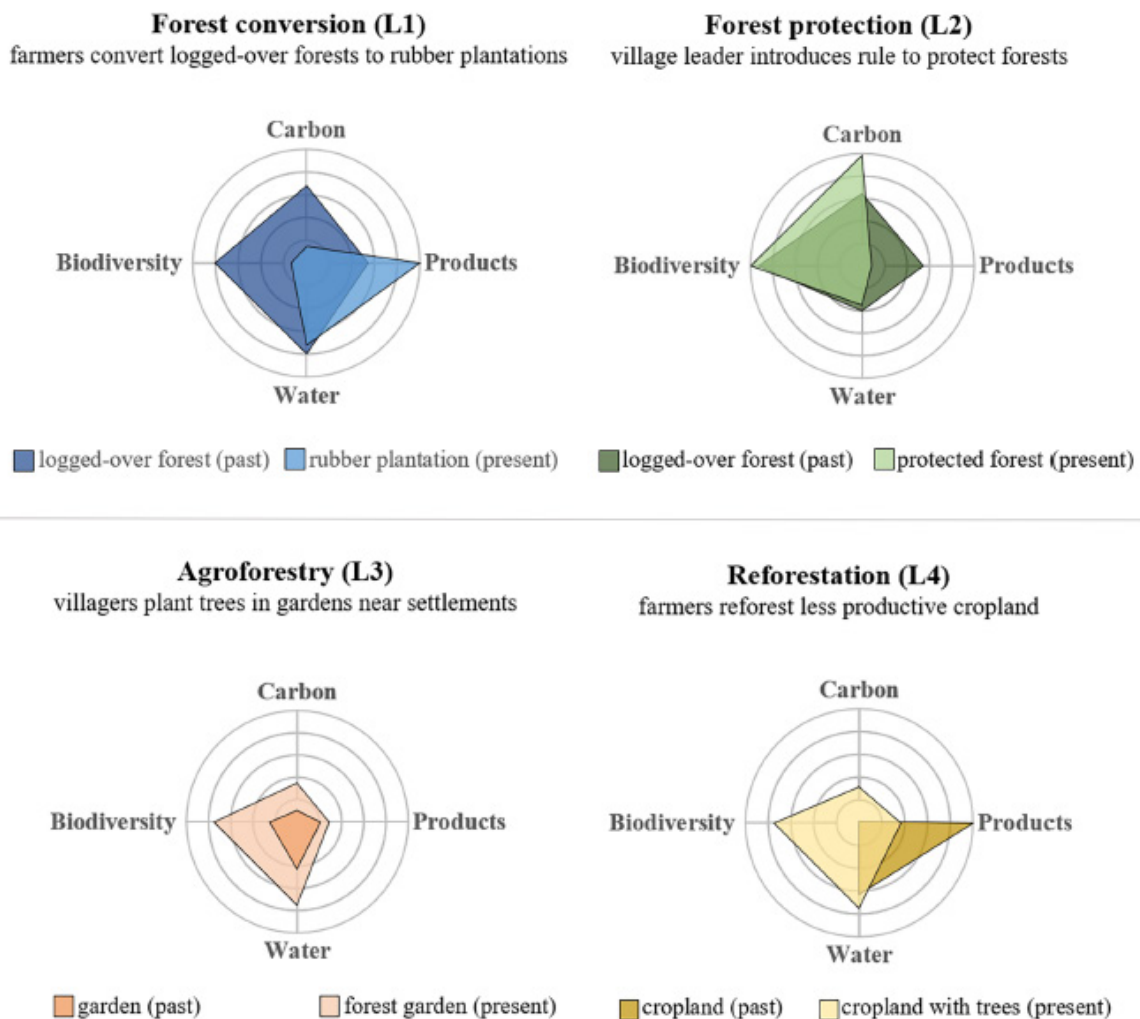 Forest conversion (L1)
farmers convert logged-over forests to rubber plantations
Carbon
Biodiversity
Products
Water
logged-over forest (past)
rubber plantation (present)
Forest protection (L2)
village leader introduces rule to protect forests
Carbon
Biodiversity
Products
Water
logged-over forest (past)
protected forest (present)
Agroforestry (L3)
villagers plant trees in gardens near settlements
Carbon
Biodiversity
Products
Water
garden (past)
forest garden (present)
Reforestation (L4)
farmers reforest less productive cropland
Carbon
Biodiversity
Products
Water
cropland (past)
cropland with trees (present)